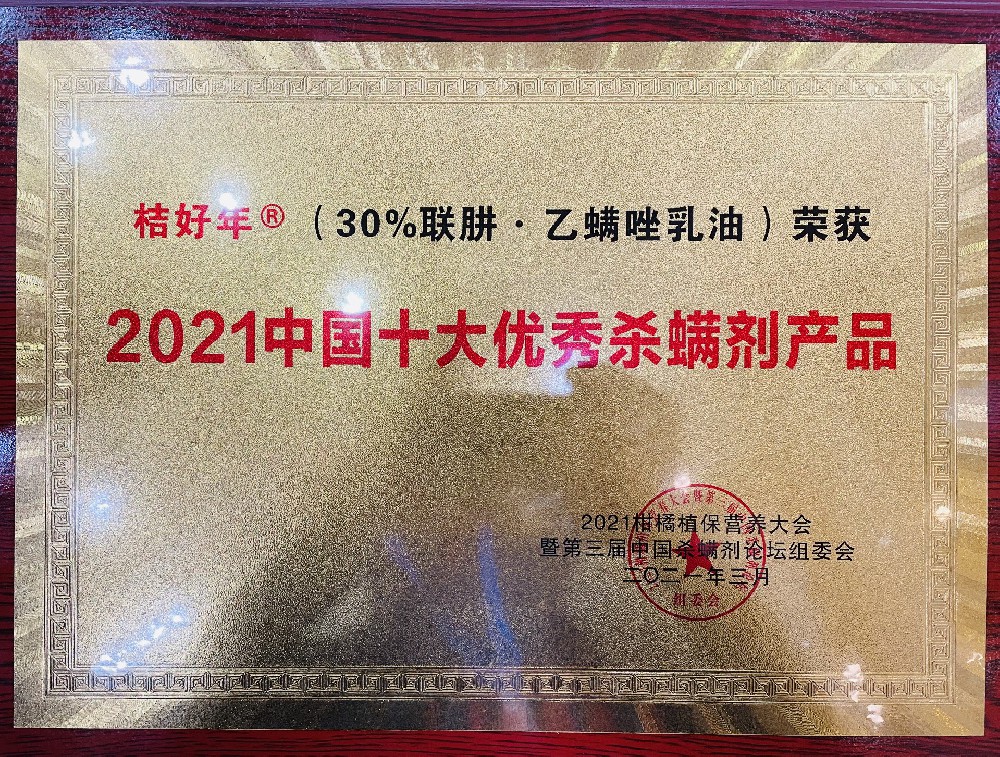 桔好年®（30%联肼·乙螨唑乳油）荣获
2021中国十大优秀杀螨剂产品
2021柑橘植保营养大会
暨第三届中国杀螨剂论坛组委会
二〇二一年三月
组委会